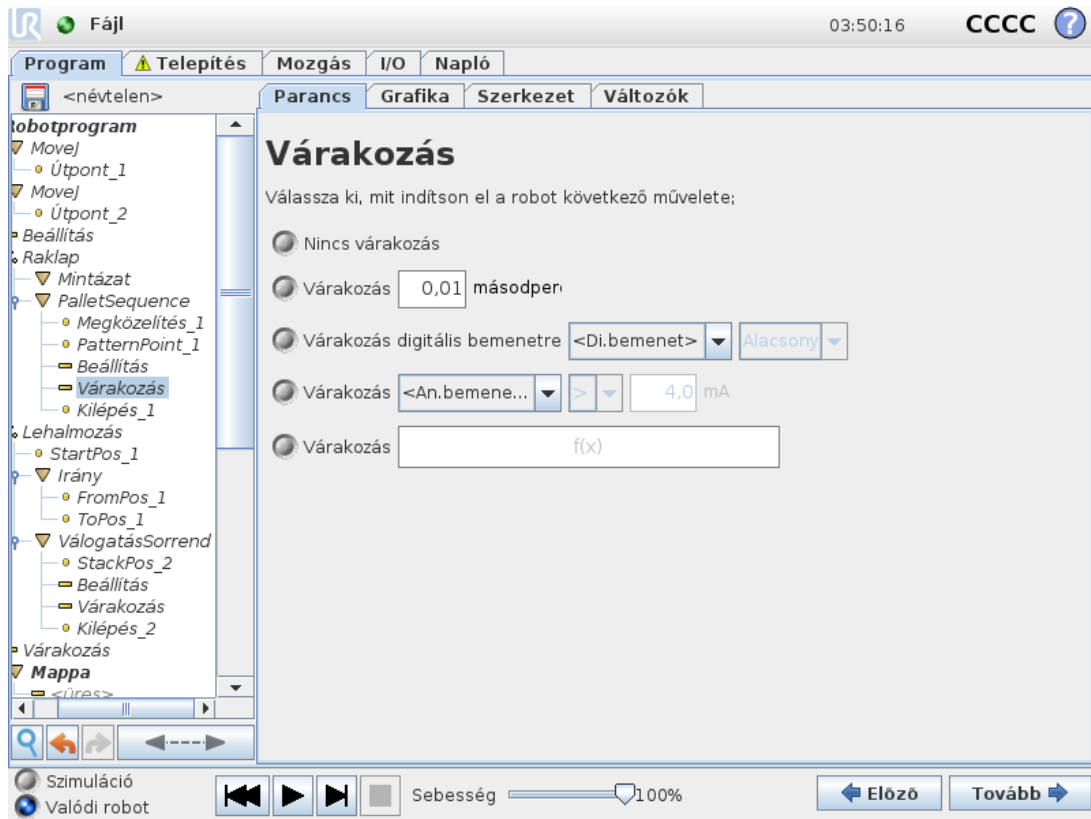 UR Fájl 03:50:16 CCCC ?
Program Telepítés Mozgás I/O Napló
<névtelen>
Parancs Grafika Szerkezet Változók
Robotprogram
MoveJ
Útpont_1
MoveJ
Útpont_2
Beállítás
Raklap
Mintázat
PalletSequence
Megközelítés_1
PatternPoint_1
Beállítás
Várakozás
Kilépés_1
Lehalmozás
StartPos_1
Irány
FromPos_1
ToPos_1
VálogatásSorrend
StackPos_2
Beállítás
Várakozás
Kilépés_2
Várakozás
Mappa
<üres>
Várakozás
Válassza ki, mit indítson el a robot következő művelete;
Nincs várakozás
Várakozás 0,01 másodper
Várakozás digitális bemenetre <Di.bemenet> Alacsony
Várakozás <An.bemene... > 4,0 mA
Várakozás f(x)
Szimuláció
Valódi robot
Sebesség 100%
Előző Tovább